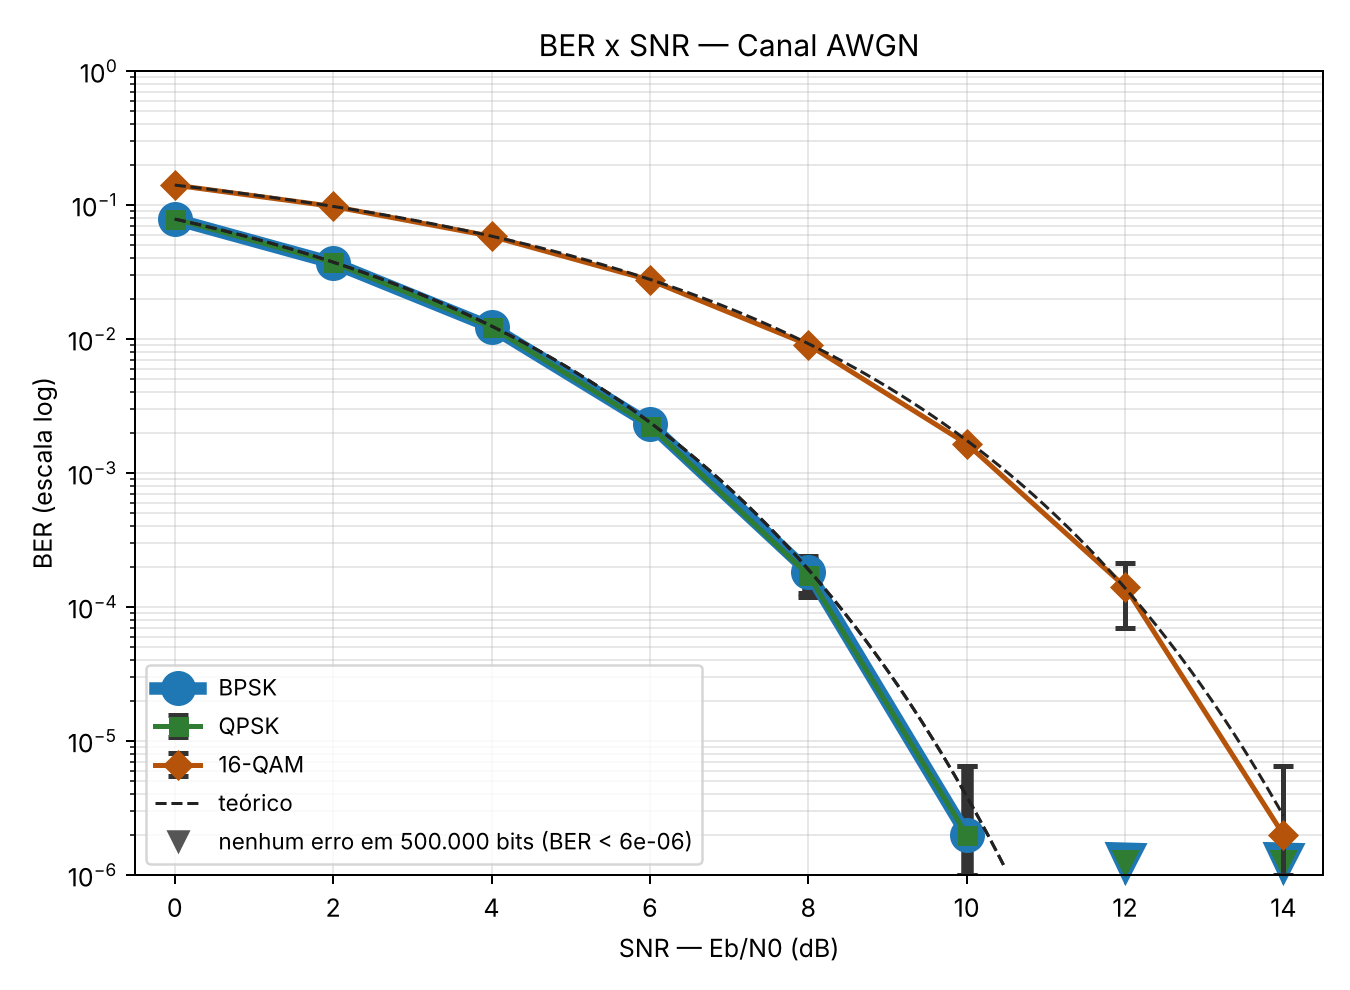 BER x SNR — Canal AWGN
BER (escala log)
10⁰
10⁻¹
10⁻²
10⁻³
10⁻⁴
10⁻⁵
10⁻⁶
BPSK
QPSK
16-QAM
teórico
nenhum erro em 500.000 bits (BER < 6e-06)
0 2 4 6 8 10 12 14
SNR — Eb/N0 (dB)